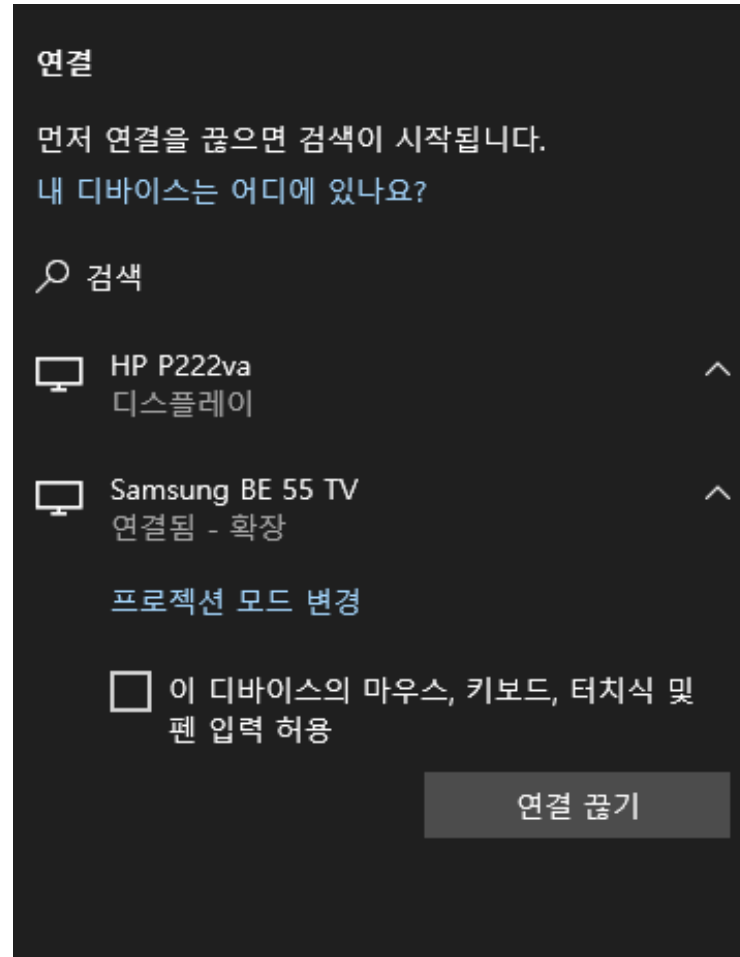 연결
먼저 연결을 끊으면 검색이 시작됩니다.
내 디바이스는 어디에 있나요?
검색
HP P222va
디스플레이
Samsung BE 55 TV
연결됨 - 확장
프로젝션 모드 변경
이 디바이스의 마우스, 키보드, 터치식 및
펜 입력 허용
연결 끊기